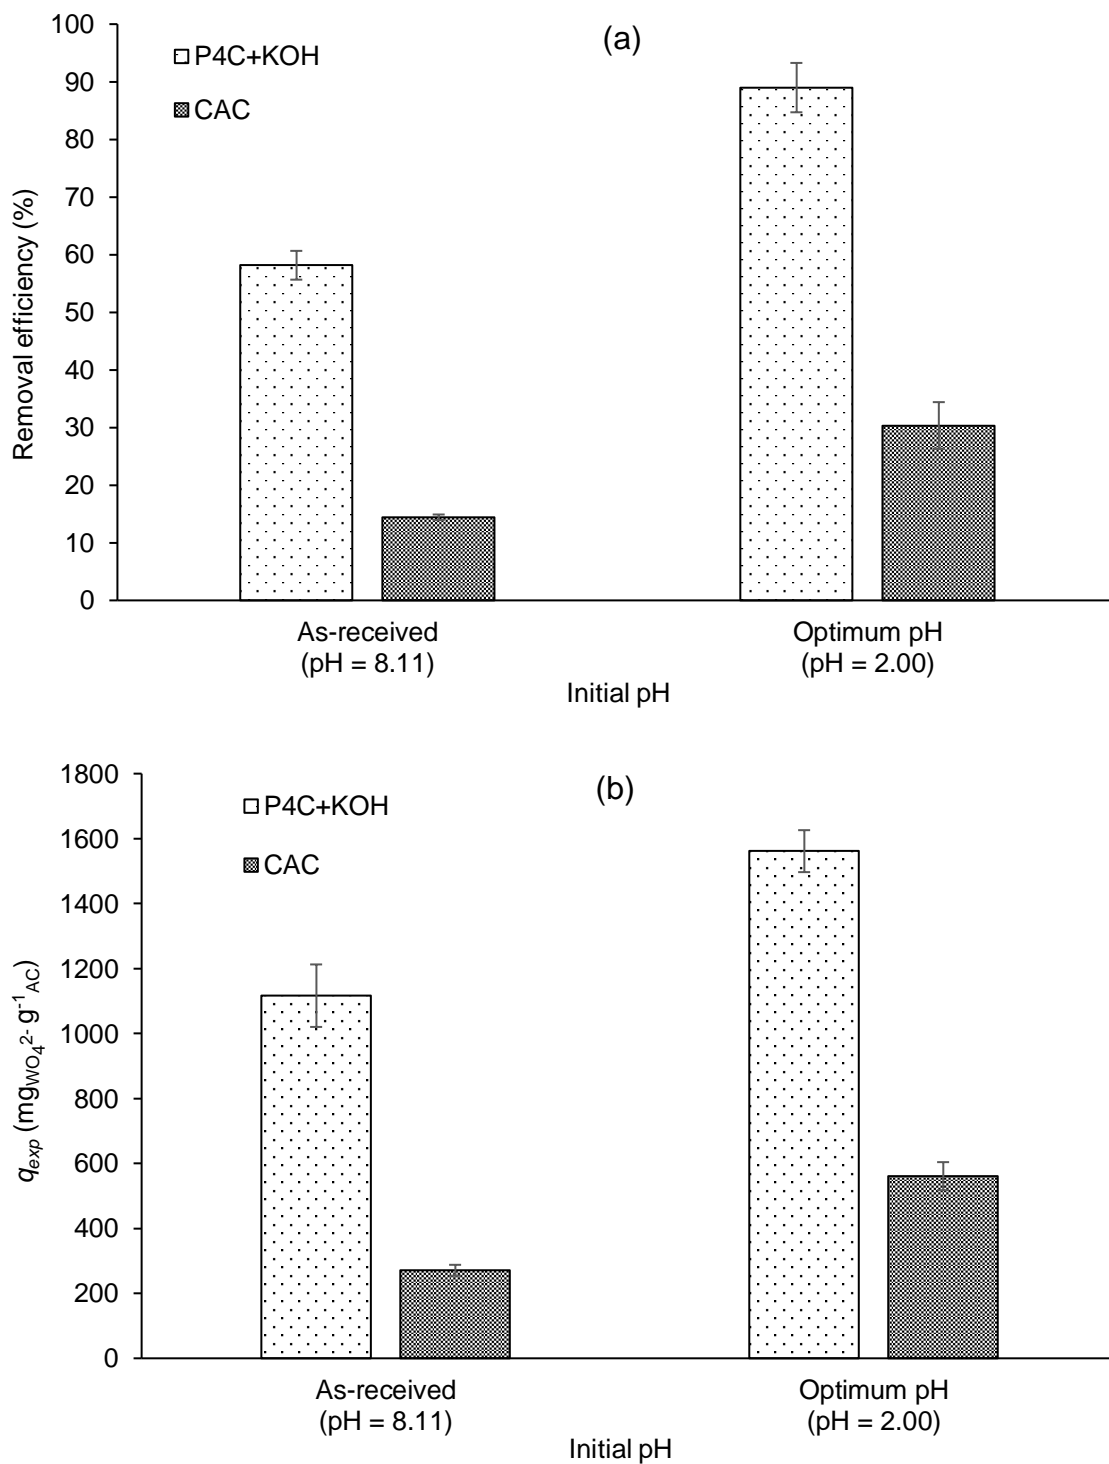 (a)
P4C+KOH
CAC
100
90
80
70
60
50
40
30
20
10
0
Removal efficiency (%)
As-received
(pH = 8.11)
Optimum pH
(pH = 2.00)
Initial pH
(b)
P4C+KOH
CAC
1800
1600
1400
1200
1000
800
600
400
200
0
qexp (mgWO₄²⁻ g⁻¹AC)
As-received
(pH = 8.11)
Optimum pH
(pH = 2.00)
Initial pH